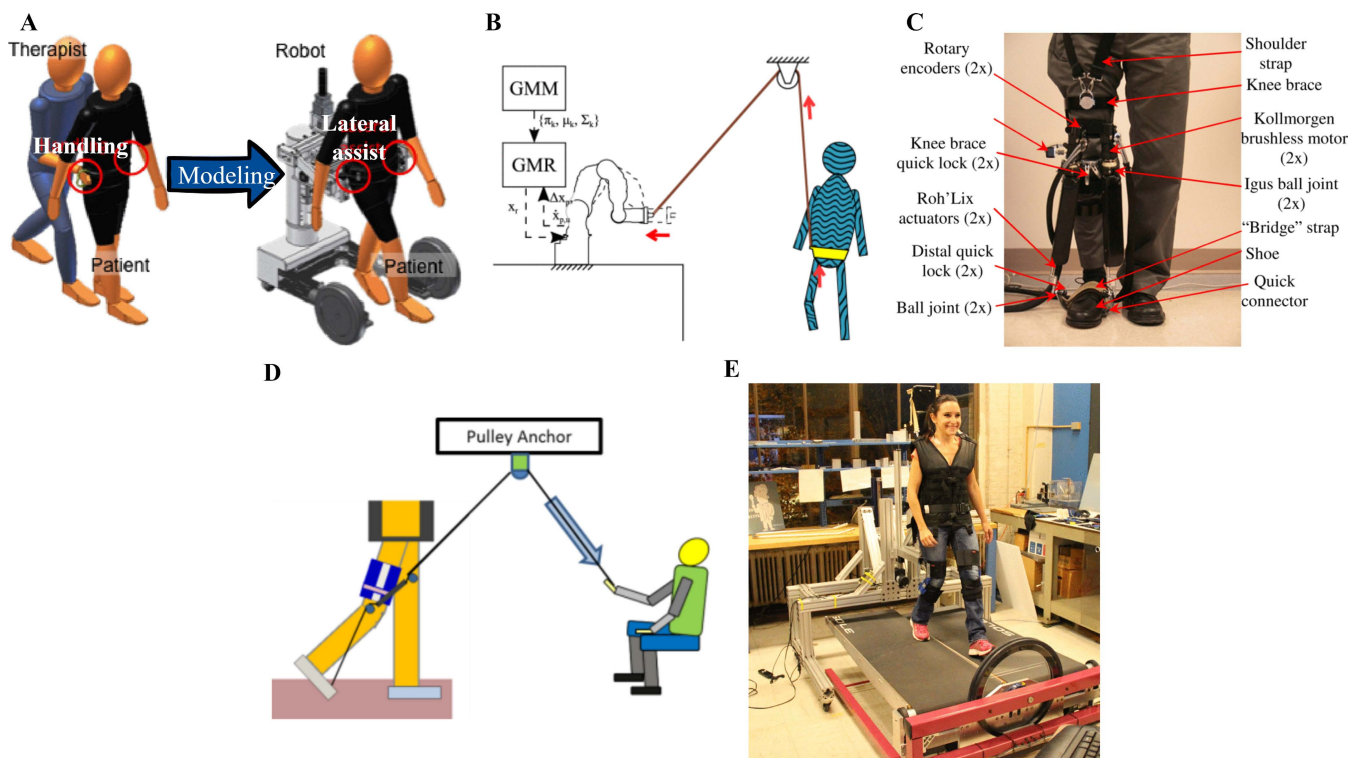 A
Therapist
Handling
Patient
Modeling
Robot
Lateral
assist
Patient
B
GMM
{πk, μk, Σk}
GMR
xr
ẋp,u
C
Rotary
encoders (2x)
Knee brace
quick lock (2x)
Roh’Lix
actuators (2x)
Distal quick
lock (2x)
Ball joint (2x)
Shoulder
strap
Knee brace
Kollmorgen
brushless motor
(2x)
Igus ball joint
(2x)
“Bridge” strap
Shoe
Quick
connector
D
Pulley Anchor
E